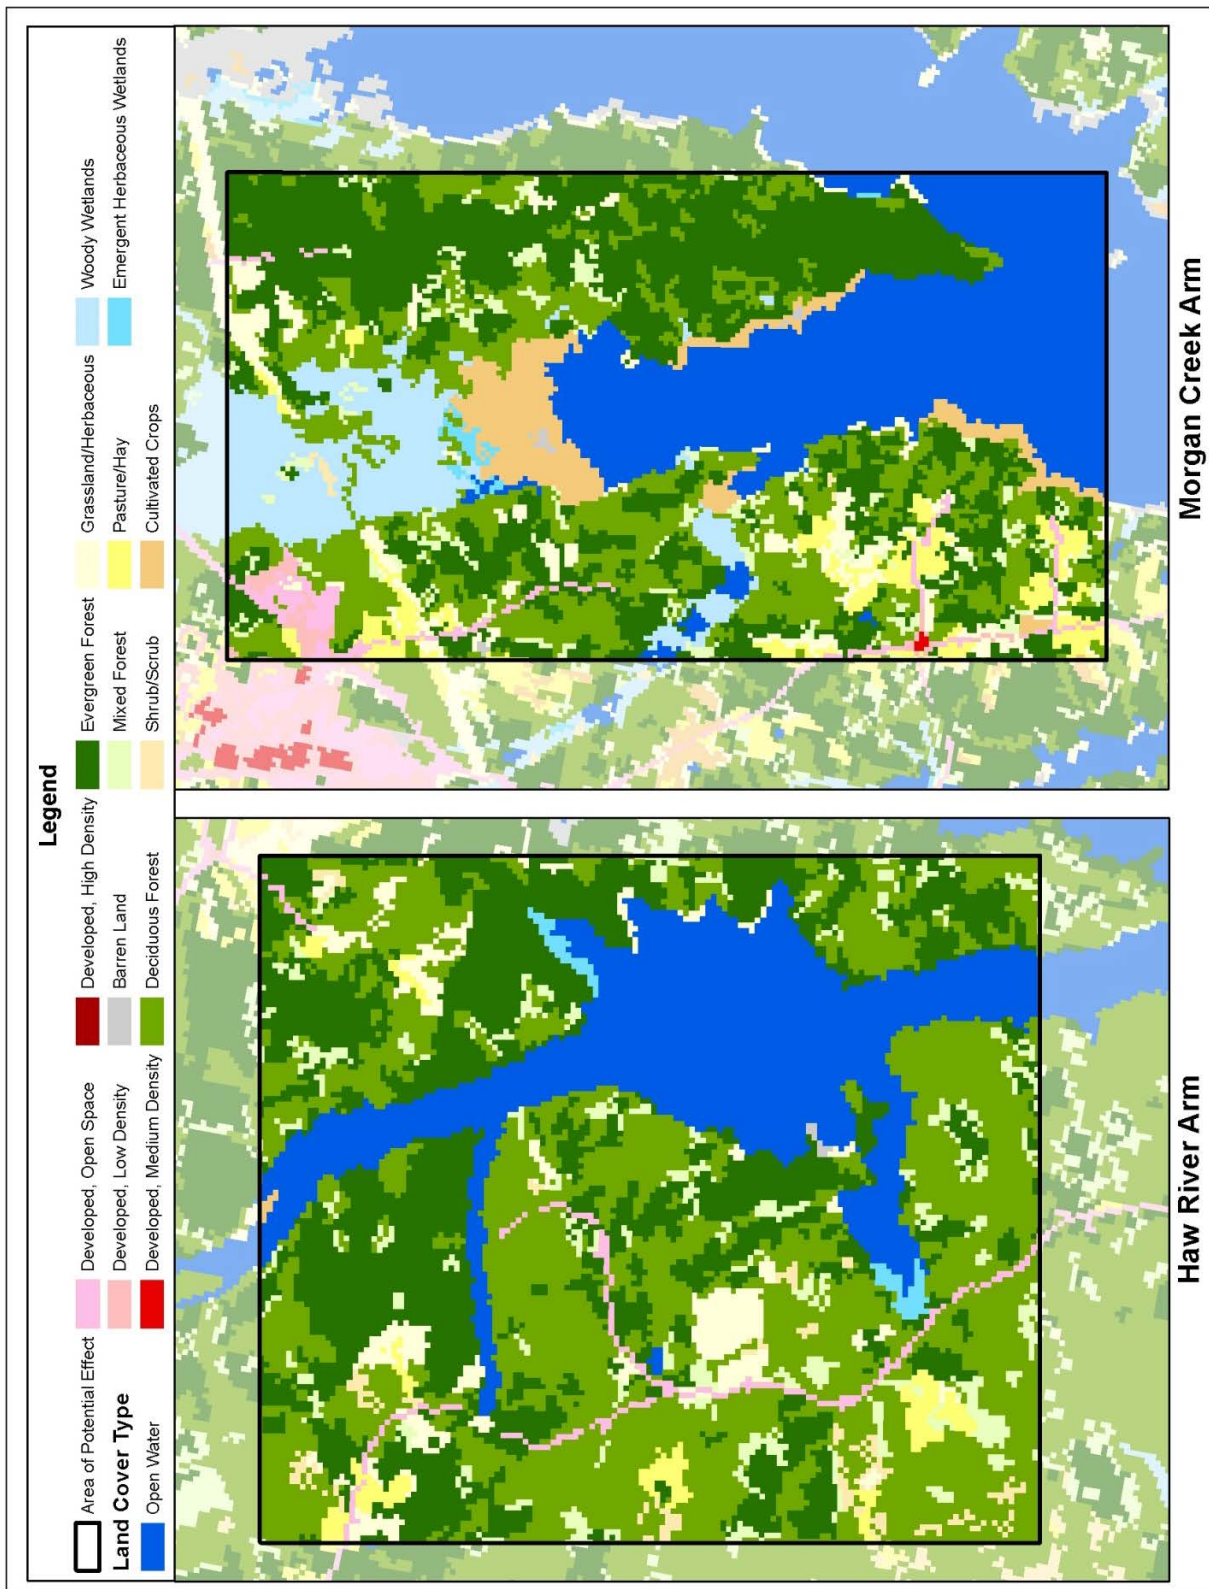 Legend
Area of Potential Effect
Land Cover Type
Open Water
Developed, Open Space
Developed, Low Density
Developed, Medium Density
Developed, High Density
Barren Land
Deciduous Forest
Evergreen Forest
Mixed Forest
Shrub/Scrub
Grassland/Herbaceous
Pasture/Hay
Cultivated Crops
Woody Wetlands
Emergent Herbaceous Wetlands
Haw River Arm
Morgan Creek Arm